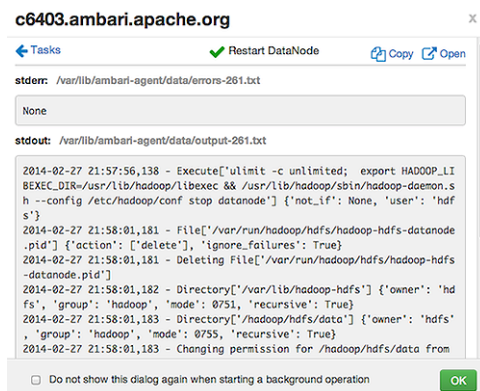 c6403.ambari.apache.org x
Tasks Restart DataNode Copy Open
stderr: /var/lib/ambari-agent/data/errors-261.txt
None
stdout: /var/lib/ambari-agent/data/output-261.txt
2014-02-27 21:57:56,138 - Execute['ulimit -c unlimited;  export HADOOP_LI
BEXEC_DIR=/usr/lib/hadoop/libexec && /usr/lib/hadoop/sbin/hadoop-daemon.s
h --config /etc/hadoop/conf stop datanode'] {'not_if': None, 'user': 'hdf
s'}
2014-02-27 21:58:01,181 - File['/var/run/hadoop/hdfs/hadoop-hdfs-datanode
.pid'] {'action': ['delete'], 'ignore_failures': True}
2014-02-27 21:58:01,181 - Deleting File['/var/run/hadoop/hdfs/hadoop-hdfs
-datanode.pid']
2014-02-27 21:58:01,182 - Directory['/var/lib/hadoop-hdfs'] {'owner': 'hd
fs', 'group': 'hadoop', 'mode': 0751, 'recursive': True}
2014-02-27 21:58:01,183 - Directory['/hadoop/hdfs/data'] {'owner': 'hdfs'
, 'group': 'hadoop', 'mode': 0755, 'recursive': True}
2014-02-27 21:58:01,183 - Changing permission for /hadoop/hdfs/data from
Do not show this dialog again when starting a background operation OK